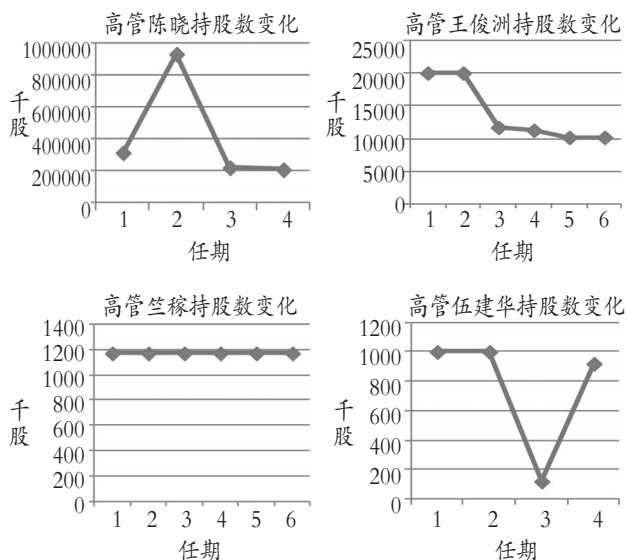 高管陈晓持股数变化
1000000
800000
600000
400000
200000
0
千股
1 2 3 4
任期
高管王俊洲持股数变化
25000
20000
15000
10000
5000
0
千股
1 2 3 4 5 6
任期
高管竺稼持股数变化
1400
1200
1000
800
600
400
200
0
千股
1 2 3 4 5 6
任期
高管伍建华持股数变化
1200
1000
800
600
400
200
0
千股
1 2 3 4
任期